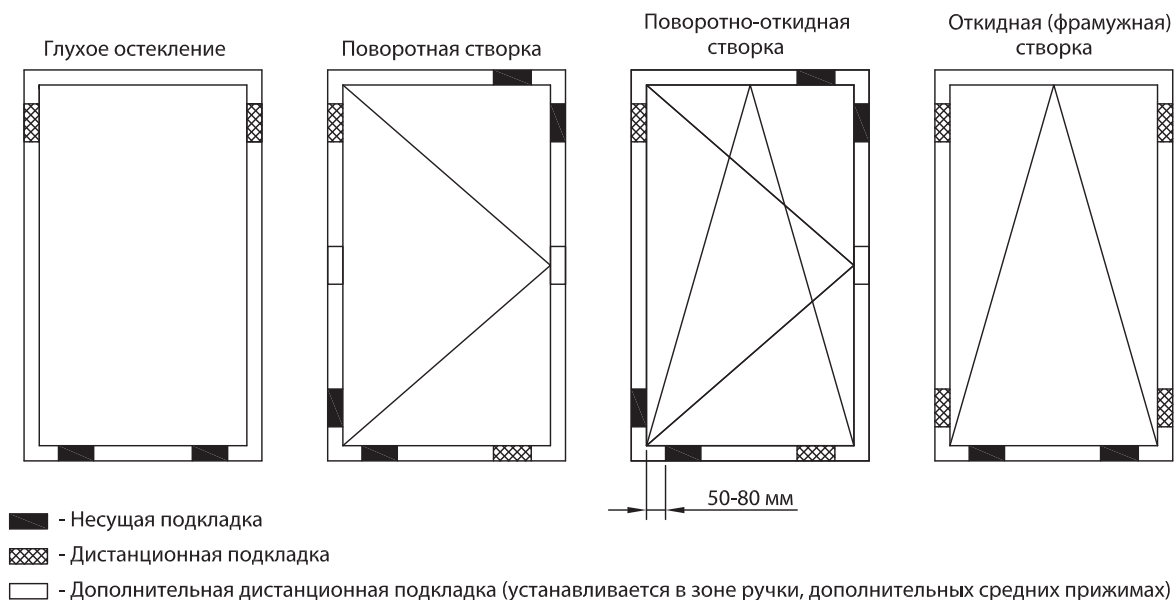 Глухое остекление
Поворотная створка
Поворотно-откидная
створка
Откидная (фрамужная)
створка
50-80 мм
- Несущая подкладка
- Дистанционная подкладка
- Дополнительная дистанционная подкладка (устанавливается в зоне ручки, дополнительных средних прижимах)